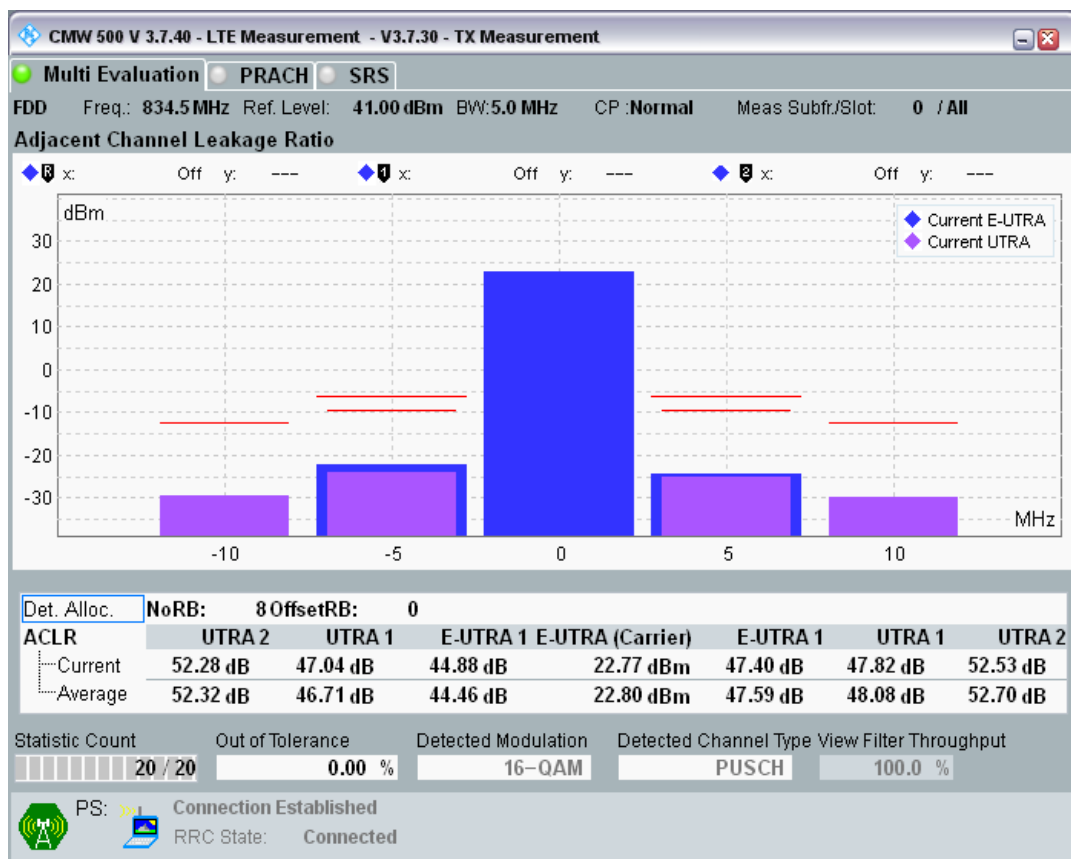 CMW 500 V 3.7.40 - LTE Measurement - V3.7.30 - TX Measurement
Multi Evaluation PRACH SRS
FDD Freq.: 834.5 MHz Ref. Level: 41.00 dBm BW:5.0 MHz CP :Normal Meas Subfr./Slot: 0 / All
Adjacent Channel Leakage Ratio
R x: Off y: --- 1 x: Off y: --- 2 x: Off y: ---
dBm
Current E-UTRA
Current UTRA
30
20
10
0
-10
-20
-30
MHz
-10 -5 0 5 10
Det. Alloc. NoRB: 8 OffsetRB: 0
ACLR UTRA 2 UTRA 1 E-UTRA 1 E-UTRA (Carrier) E-UTRA 1 UTRA 1 UTRA 2
Current 52.28 dB 47.04 dB 44.88 dB 22.77 dBm 47.40 dB 47.82 dB 52.53 dB
Average 52.32 dB 46.71 dB 44.46 dB 22.80 dBm 47.59 dB 48.08 dB 52.70 dB
Statistic Count Out of Tolerance Detected Modulation Detected Channel Type View Filter Throughput
20 / 20 0.00 % 16-QAM PUSCH 100.0 %
PS: Connection Established
RRC State: Connected